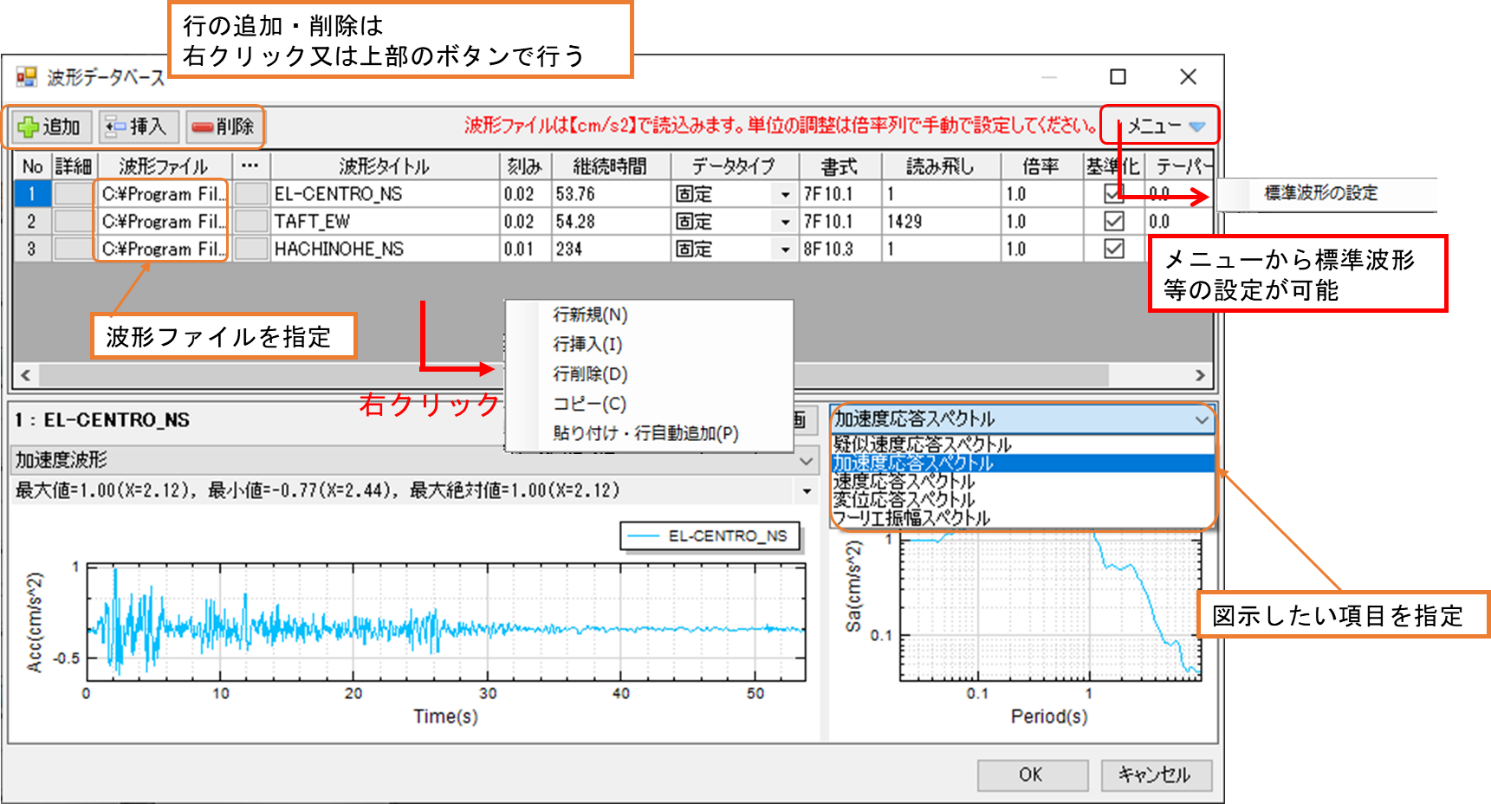 行の追加・削除は
右クリック又は上部のボタンで行う
波形データベース
追加 挿入 削除 波形ファイルは【cm/s2】で読込みます。単位の調整は倍率列で手動で設定してください。 メニュー
No 詳細 波形ファイル ... 波形タイトル 刻み 継続時間 データタイプ 書式 読み飛し 倍率 基準化 テーパー
1 C:¥Program Fil... EL-CENTRO_NS 0.02 53.76 固定 7F10.1 1 1.0 0.0
2 C:¥Program Fil... TAFT_EW 0.02 54.28 固定 7F10.1 1429 1.0 0.0
3 C:¥Program Fil... HACHINOHE_NS 0.01 234 固定 8F10.3 1 1.0
標準波形の設定
メニューから標準波形
等の設定が可能
波形ファイルを指定
行新規(N)
行挿入(I)
行削除(D)
コピー(C)
貼り付け・行自動追加(P)
右クリック
1 : EL-CENTRO_NS 画
加速度波形
最大値=1.00(X=2.12), 最小値=-0.77(X=2.44), 最大絶対値=1.00(X=2.12)
EL-CENTRO_NS
Acc(cm/s^2)
1
-0.5
0 10 20 30 40 50
Time(s)
加速度応答スペクトル
疑似速度応答スペクトル
加速度応答スペクトル
速度応答スペクトル
変位応答スペクトル
フーリエ振幅スペクトル
Sa(cm/s^2)
1
0.1
0.1 1
Period(s)
図示したい項目を指定
OK キャンセル